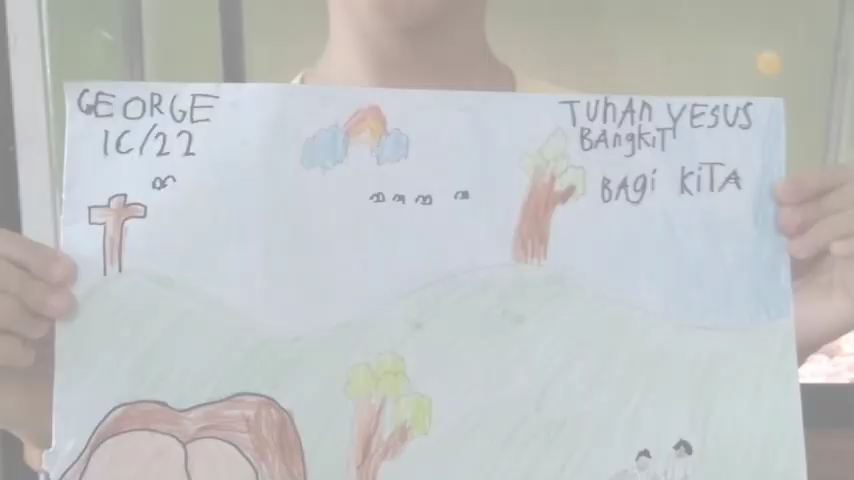 GEORGE
1C/22
TUHAN YESUS
BANgKIT
BAgi KiTA